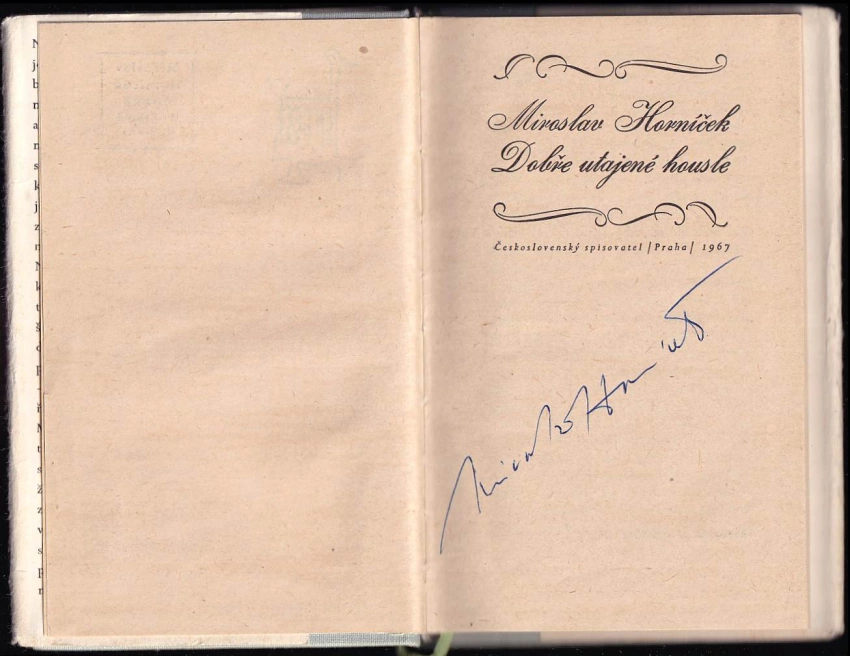 Miroslav Horníček
Dobře utajené housle
Československý spisovatel | Praha | 1967